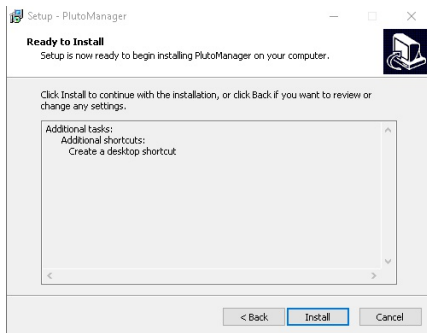 Setup - PlutoManager
Ready to Install
Setup is now ready to begin installing PlutoManager on your computer.
Click Install to continue with the installation, or click Back if you want to review or
change any settings.
Additional tasks:
Additional shortcuts:
Create a desktop shortcut
< Back
Install
Cancel